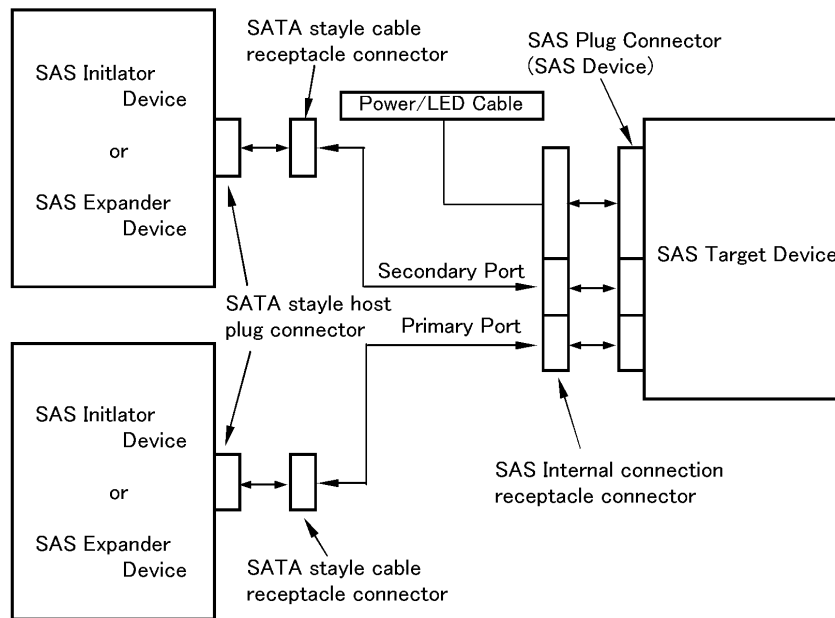 SATA stayle cable
receptacle connector
SAS Plug Connector
(SAS Device)
SAS Initlator
Device
or
SAS Expander
Device
Power/LED Cable
SAS Target Device
Secondary Port
SATA stayle host
plug connector
Primary Port
SAS Initlator
Device
or
SAS Expander
Device
SAS Internal connection
receptacle connector
SATA stayle cable
receptacle connector